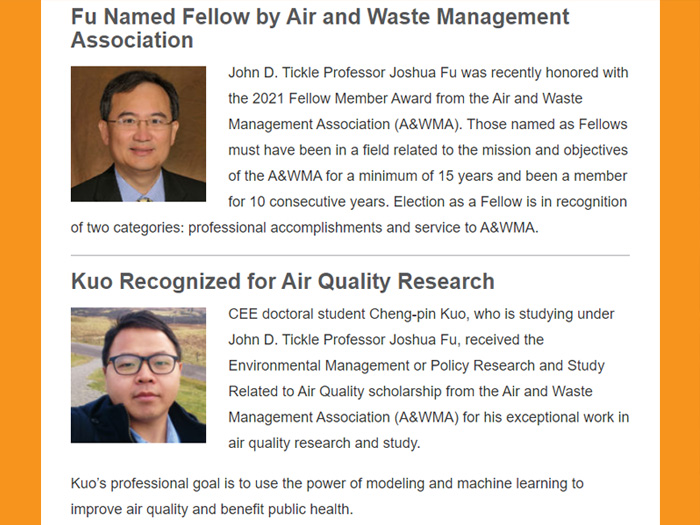 Fu Named Fellow by Air and Waste Management
Association
John D. Tickle Professor Joshua Fu was recently honored with
the 2021 Fellow Member Award from the Air and Waste
Management Association (A&WMA). Those named as Fellows
must have been in a field related to the mission and objectives
of the A&WMA for a minimum of 15 years and been a member
for 10 consecutive years. Election as a Fellow is in recognition
of two categories: professional accomplishments and service to A&WMA.
Kuo Recognized for Air Quality Research
CEE doctoral student Cheng-pin Kuo, who is studying under
John D. Tickle Professor Joshua Fu, received the
Environmental Management or Policy Research and Study
Related to Air Quality scholarship from the Air and Waste
Management Association (A&WMA) for his exceptional work in
air quality research and study.
Kuo’s professional goal is to use the power of modeling and machine learning to
improve air quality and benefit public health.